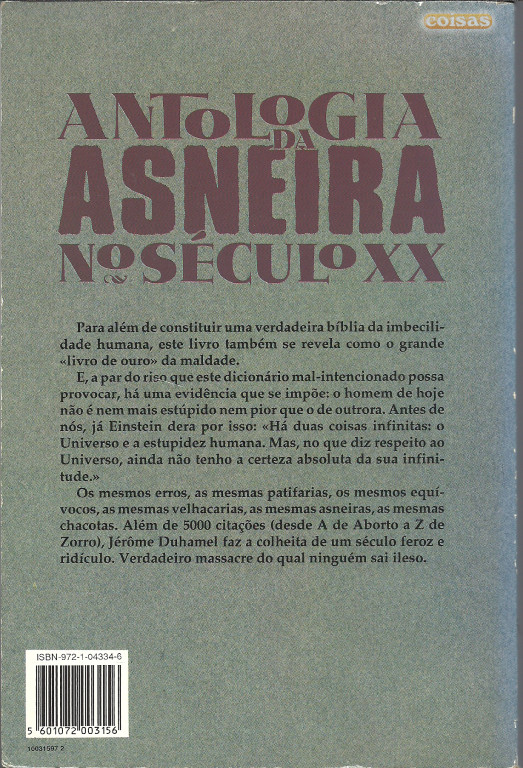 coisas
ANTOLOGIA
DA
ASNEIRA
NO SÉCULO XX
Para além de constituir uma verdadeira bíblia da imbecili-
dade humana, este livro também se revela como o grande
«livro de ouro» da maldade.
E, a par do riso que este dicionário mal-intencionado possa
provocar, há uma evidência que se impõe: o homem de hoje
não é nem mais estúpido nem pior que o de outrora. Antes de
nós, já Einstein dera por isso: «Há duas coisas infinitas: o
Universo e a estupidez humana. Mas, no que diz respeito ao
Universo, ainda não tenho a certeza absoluta da sua infini-
tude.»
Os mesmos erros, as mesmas patifarias, os mesmos equí-
vocos, as mesmas velhacarias, as mesmas asneiras, as mesmas
chacotas. Além de 5000 citações (desde A de Aborto a Z de
Zorro), Jérôme Duhamel faz a colheita de um século feroz e
ridículo. Verdadeiro massacre do qual ninguém sai ileso.
ISBN-972-1-04334-6
5 601072 003156
10031597 2